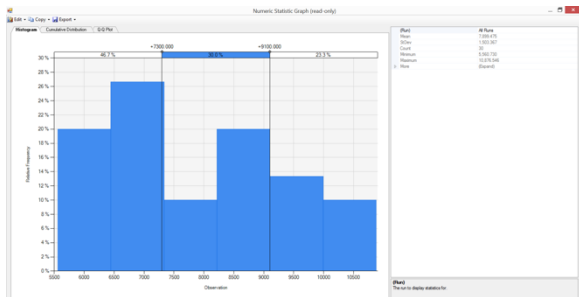 Numeric Statistic Graph (read-only)
Edit Copy Export
Histogram Cumulative Distribution Q-Q Plot
+7300.000 +9100.000
46.7 % 30.0 % 23.3 %
30%
28%
26%
24%
22%
20%
18%
16%
14%
12%
10%
8%
6%
4%
2%
0%
Relative Frequency
5500 6000 6500 7000 7500 8000 8500 9000 9500 10000 10500
Observation
(Run) All Runs
Mean
StDev
Count 30
Minimum
Maximum
More (Expand)
(Run)
The run to display statistics for